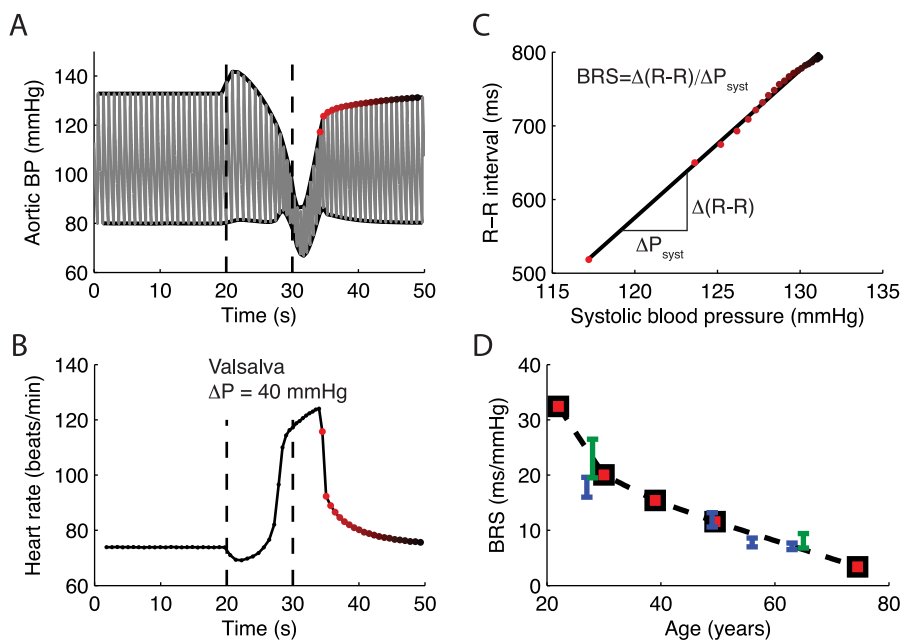 A
Aortic BP (mmHg)
140
120
100
80
60
0 10 20 30 40 50
Time (s)
B
Heart rate (beats/min)
Valsalva
ΔP = 40 mmHg
140
120
100
80
60
0 10 20 30 40 50
Time (s)
C
R−R interval (ms)
BRS=Δ(R-R)/ΔPsyst
Δ(R-R)
ΔPsyst
800
700
600
500
115 120 125 130 135
Systolic blood pressure (mmHg)
D
BRS (ms/mmHg)
40
30
20
10
0
20 40 60 80
Age (years)